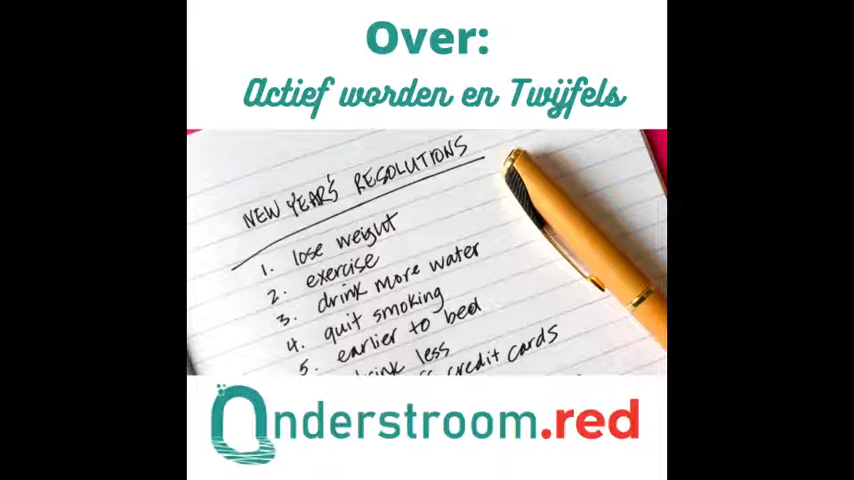 Over:
Actief worden en Twijfels
NEW YEAR'S RESOLUTIONS
1. lose weight
2. exercise
3. drink more water
4. quit smoking
5. earlier to bed
drink less
credit cards
Onderstroom.red